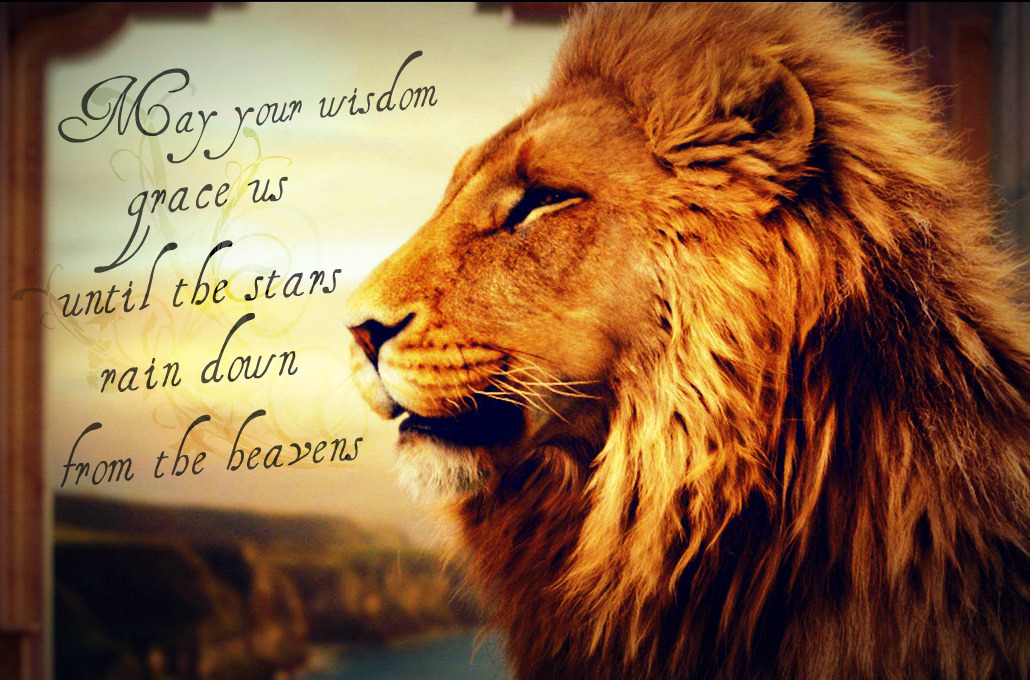 May your wisdom
grace us
until the stars
rain down
from the heavens